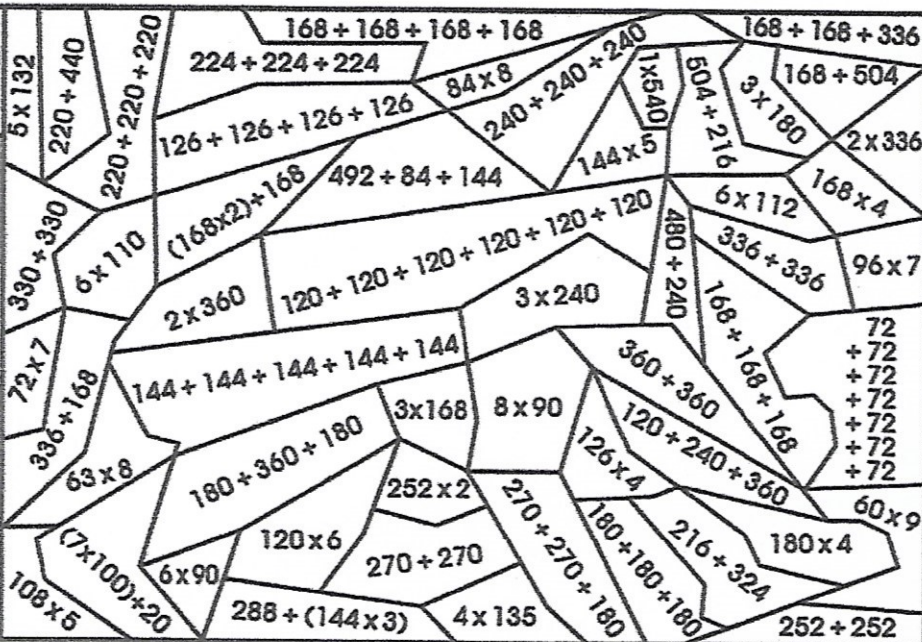 168+168+168+168
168+168+336
5x132
220+440
220+220+220
224+224+224
84x8
240+240+240
1x540
504+216
3x180
168+504
126+126+126+126
144x5
2x336
(168x2)+168
492+84+144
6x112
168x4
330+330
6x110
120+120+120+120+120+120
480+240
336+336
96x7
2x360
3x240
168+168+168
72x7
336+168
144+144+144+144+144
360+360
72
+72
+72
+72
+72
+72
+72
3x168
8x90
120+240+360
63x8
180+360+180
126x4
252x2
270+270+180
60x9
(7x100)+20
120x6
180+180+180
216+324
180x4
6x90
270+270
108x5
288+(144x3)
4x135
252+252